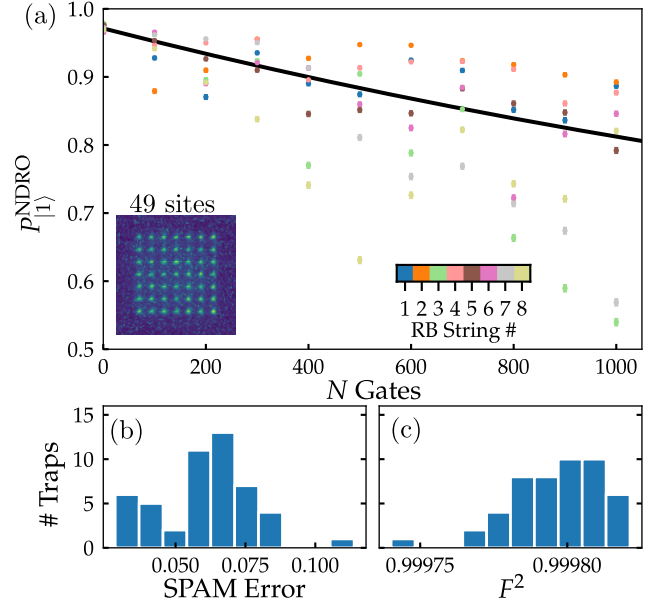 (a)
1.0
0.9
0.8
0.7
0.6
0.5
P^NDRO_|1⟩
49 sites
1 2 3 4 5 6 7 8
RB String #
0 200 400 600 800 1000
N Gates
(b)
15
10
5
0
# Traps
0.050 0.075 0.100
SPAM Error
(c)
0.99975 0.99980
F²